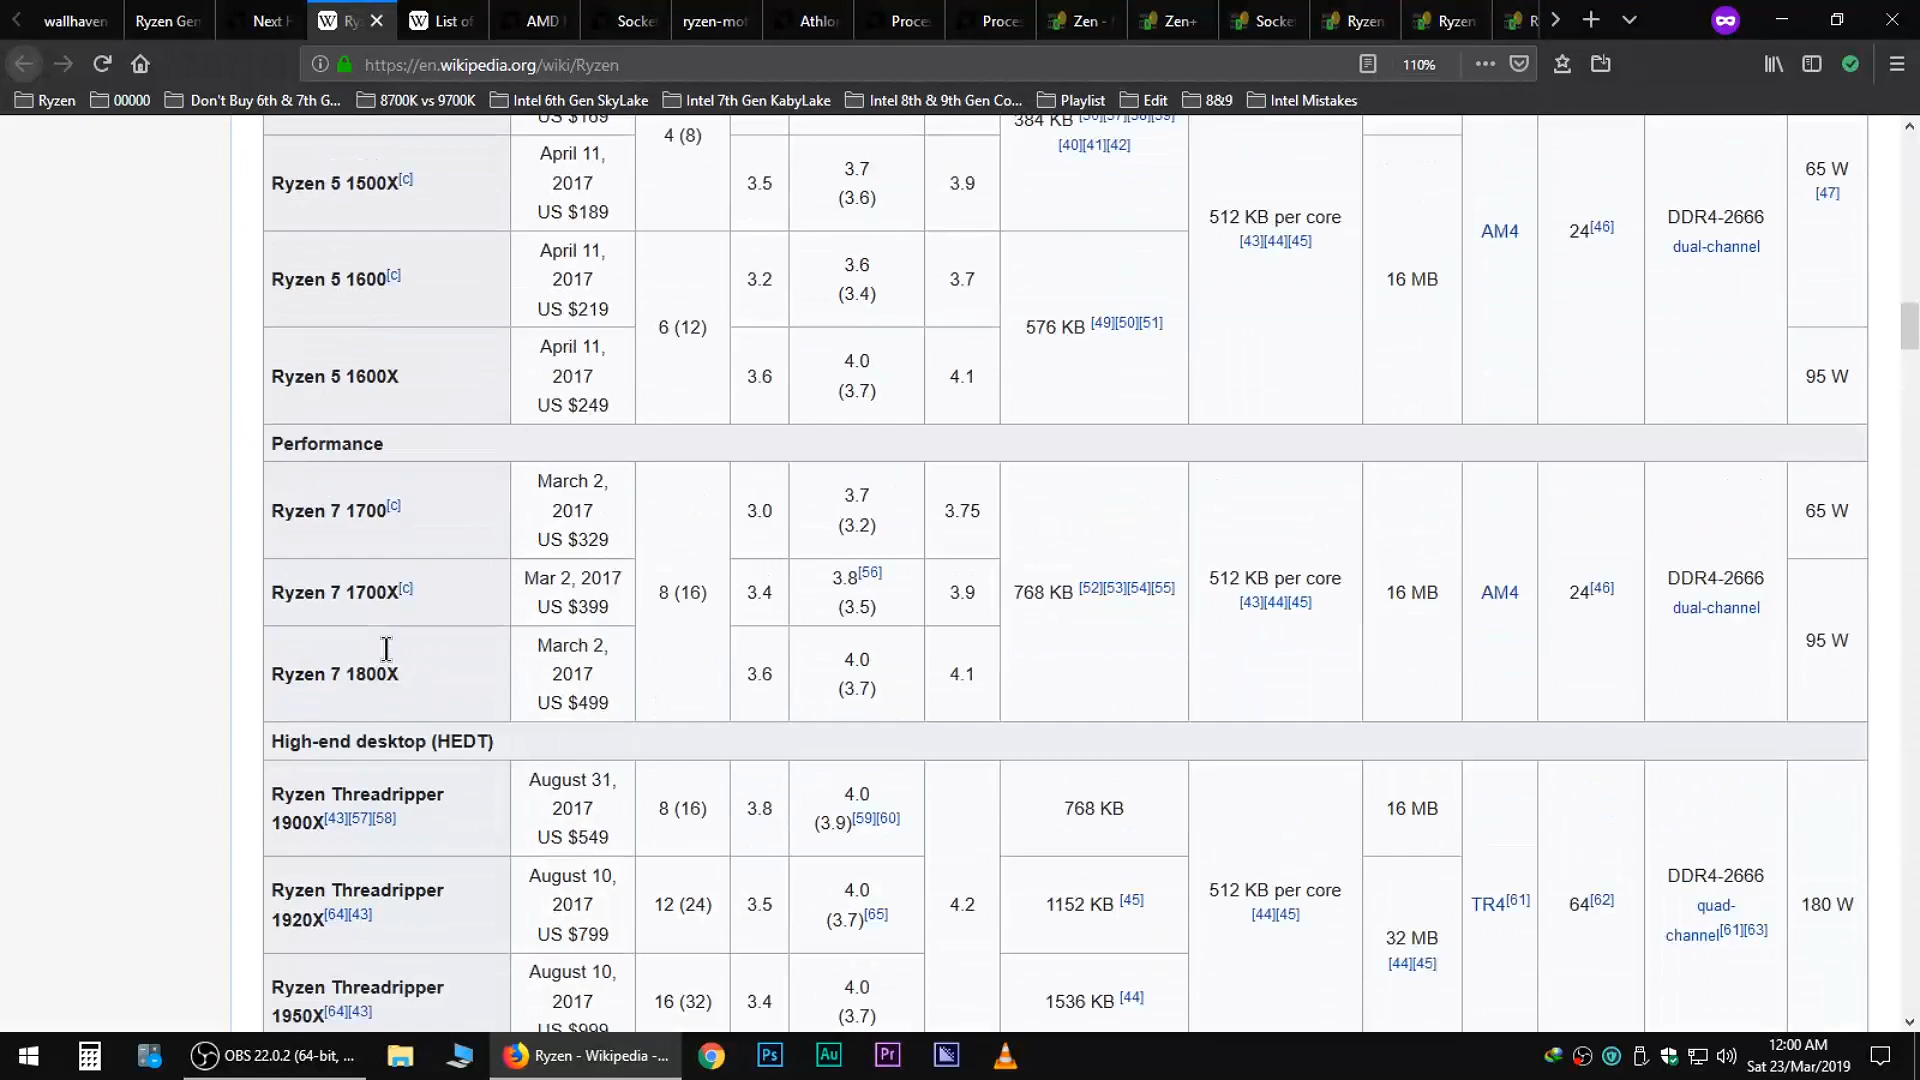 wallhaven
Ryzen Gen
Next H
Ry
List of
AMD
Socke
ryzen-mot
Athlo
Proce
Proce
Zen -
Zen+
Socke
Ryzen
Ryzen
R
https://en.wikipedia.org/wiki/Ryzen
110%
Ryzen
00000
Don't Buy 6th & 7th G...
8700K vs 9700K
Intel 6th Gen SkyLake
Intel 7th Gen KabyLake
Intel 8th & 9th Gen Co...
Playlist
Edit
8&9
Intel Mistakes
US $169
4 (8)
384 KB [36][37][38][39]
[40][41][42]
Ryzen 5 1500X[c]
April 11,
2017
US $189
3.5
3.7
(3.6)
3.9
512 KB per core
[43][44][45]
AM4
24[46]
DDR4-2666
dual-channel
65 W
[47]
Ryzen 5 1600[c]
April 11,
2017
US $219
6 (12)
3.2
3.6
(3.4)
3.7
576 KB [49][50][51]
16 MB
Ryzen 5 1600X
April 11,
2017
US $249
3.6
4.0
(3.7)
4.1
95 W
Performance
Ryzen 7 1700[c]
March 2,
2017
US $329
3.0
3.7
(3.2)
3.75
65 W
Ryzen 7 1700X[c]
Mar 2, 2017
US $399
8 (16)
3.4
3.8[56]
(3.5)
3.9
768 KB [52][53][54][55]
512 KB per core
[43][44][45]
16 MB
AM4
24[46]
DDR4-2666
dual-channel
95 W
Ryzen 7 1800X
March 2,
2017
US $499
3.6
4.0
(3.7)
4.1
High-end desktop (HEDT)
Ryzen Threadripper
1900X[43][57][58]
August 31,
2017
US $549
8 (16)
3.8
4.0
(3.9)[59][60]
768 KB
16 MB
Ryzen Threadripper
1920X[64][43]
August 10,
2017
US $799
12 (24)
3.5
4.0
(3.7)[65]
4.2
1152 KB [45]
512 KB per core
[44][45]
32 MB
[44][45]
TR4[61]
64[62]
DDR4-2666
quad-
channel[61][63]
180 W
Ryzen Threadripper
1950X[64][43]
August 10,
2017
US $999
16 (32)
3.4
4.0
(3.7)
1536 KB [44]
OBS 22.0.2 (64-bit, ...
Ryzen - Wikipedia -...
Ps
Au
Pr
12:00 AM
Sat 23/Mar/2019